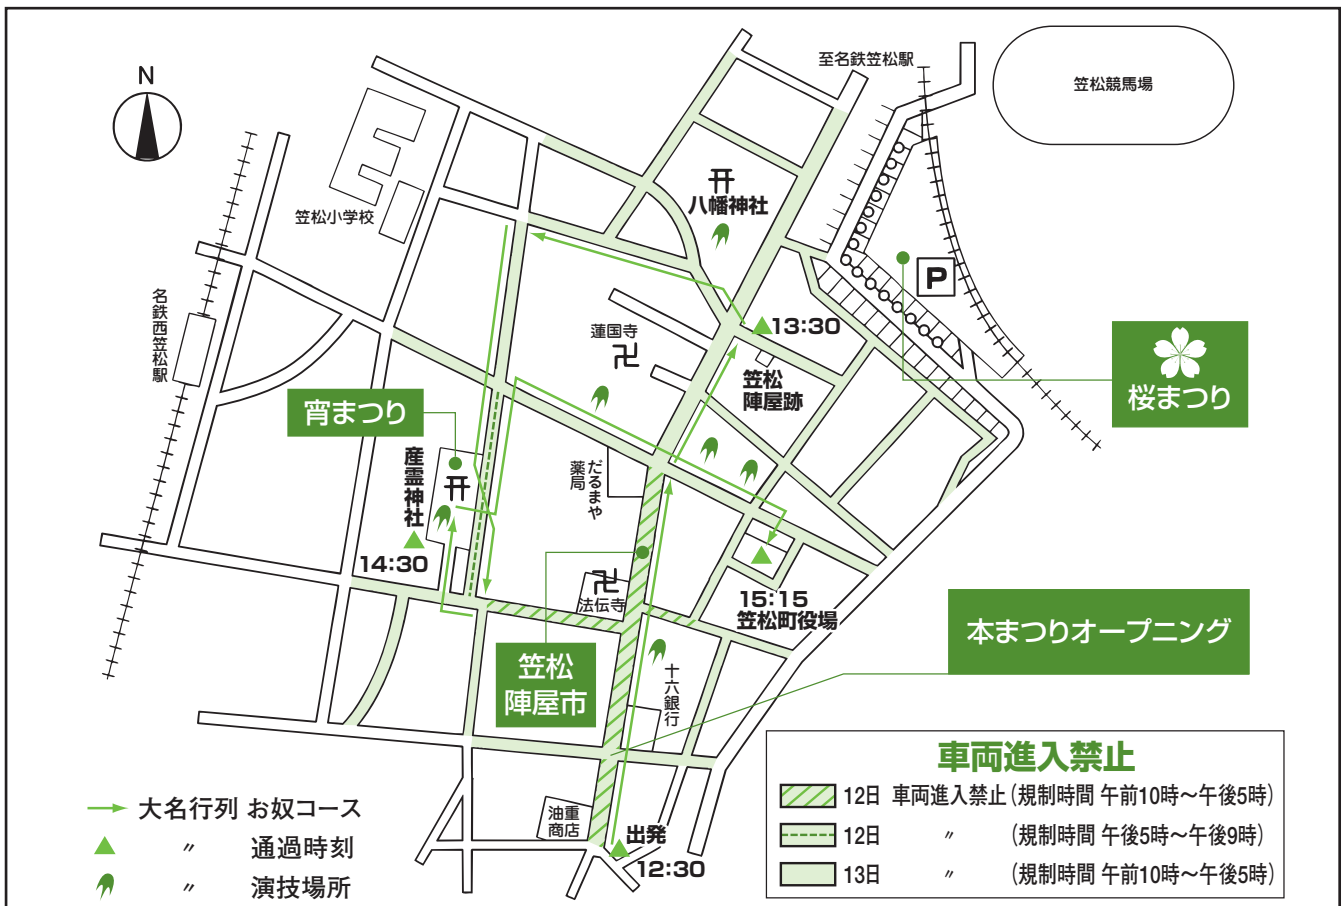 N
至名鉄笠松駅
笠松競馬場
笠松小学校
八幡神社
P
名鉄西笠松駅
蓮国寺
13:30
笠松
陣屋跡
桜まつり
宵まつり
産霊神社
だるまや
薬局
14:30
法伝寺
15:15
笠松町役場
本まつりオープニング
笠松
陣屋市
十六銀行
油重
商店
出発
12:30
大名行列 お奴コース
〃 通過時刻
〃 演技場所
車両進入禁止
12日 車両進入禁止(規制時間 午前10時〜午後5時)
12日 〃 (規制時間 午後5時〜午後9時)
13日 〃 (規制時間 午前10時〜午後5時)